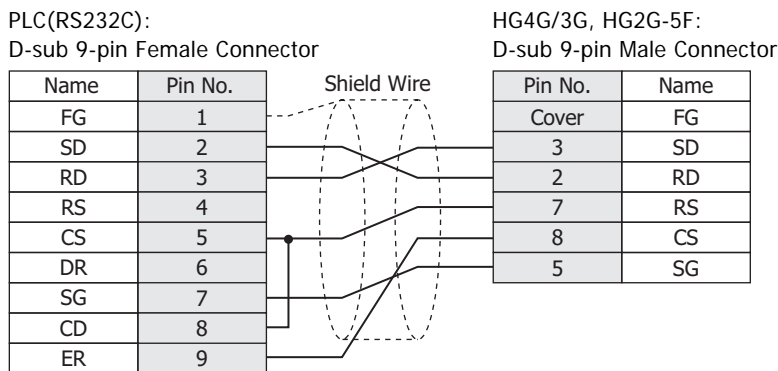 PLC(RS232C):
D-sub 9-pin Female Connector
HG4G/3G, HG2G-5F:
D-sub 9-pin Male Connector
Name Pin No.
FG 1
SD 2
RD 3
RS 4
CS 5
DR 6
SG 7
CD 8
ER 9
Shield Wire
Pin No. Name
Cover FG
3 SD
2 RD
7 RS
8 CS
5 SG